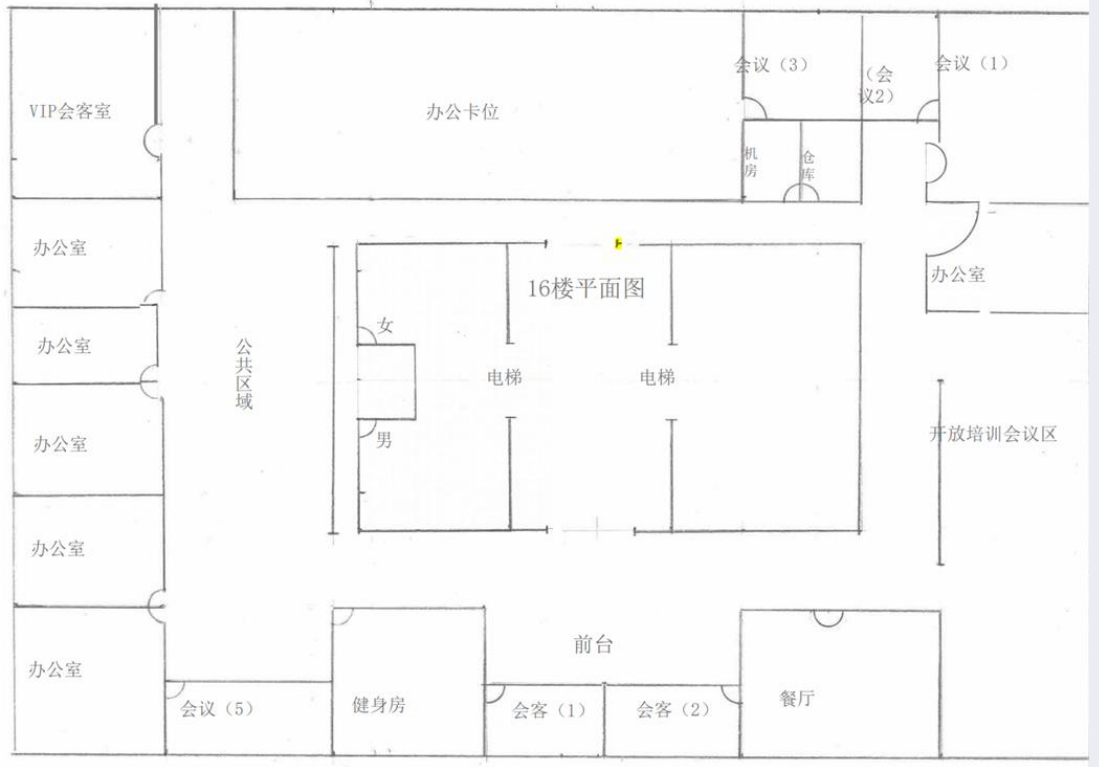 会议（3）
（会
议2）
会议（1）
VIP会客室
办公卡位
机
房
仓
库
办公室
办公室
16楼平面图
女
办公室
公
共
区
域
电梯
电梯
男
办公室
开放培训会议区
办公室
前台
办公室
会议（5）
健身房
会客（1）
会客（2）
餐厅